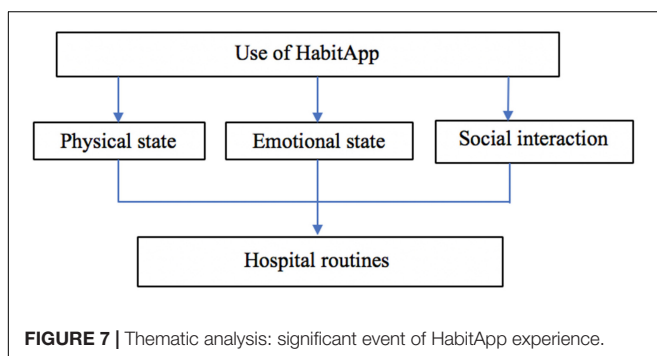 Use of HabitApp
Physical state
Emotional state
Social interaction
Hospital routines
FIGURE 7 | Thematic analysis: significant event of HabitApp experience.